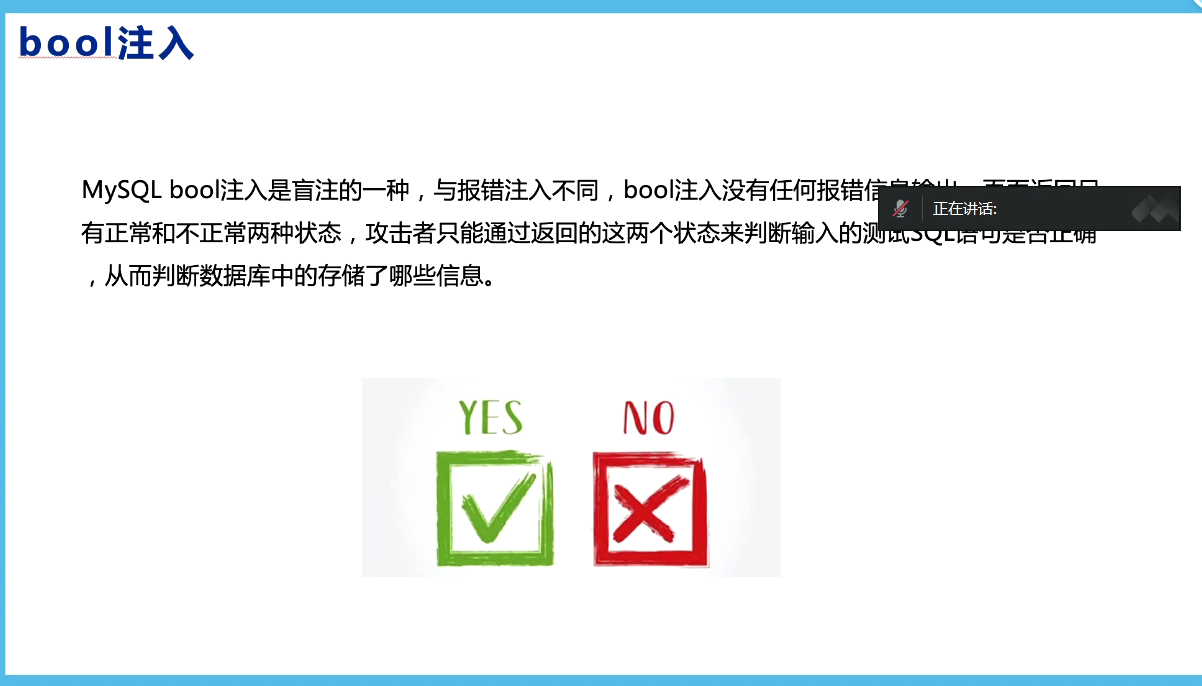 bool注入
MySQL bool注入是盲注的一种，与报错注入不同，bool注入没有任何报错信
正在讲话:
有正常和不正常两种状态，攻击者只能通过返回的这两个状态来判断输入的测试SQL语句是否正确
，从而判断数据库中的存储了哪些信息。
YES NO